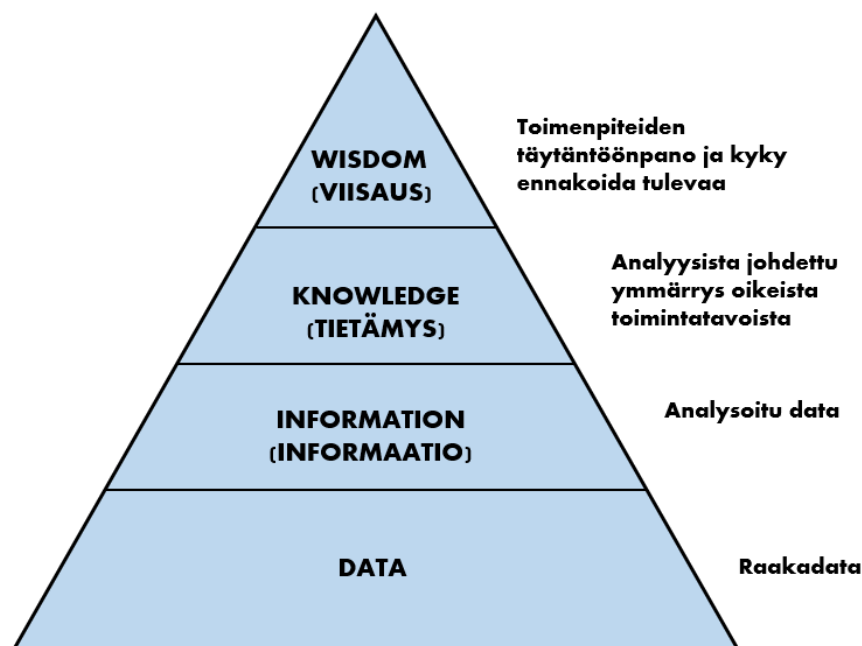 WISDOM
(VIISAUS)
Toimenpiteiden
täytäntöönpano ja kyky
ennakoida tulevaa
KNOWLEDGE
(TIETÄMYS)
Analyysista johdettu
ymmärrys oikeista
toimintatavoista
INFORMATION
(INFORMAATIO)
Analysoitu data
DATA
Raakadata